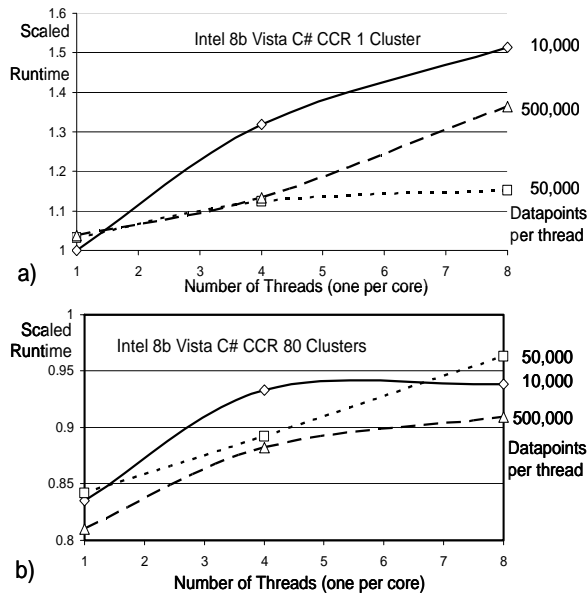 Scaled
Runtime
Intel 8b Vista C# CCR 1 Cluster
1.6
1.5
1.4
1.3
1.2
1.1
1
10,000
500,000
50,000
Datapoints
per thread
1 2 3 4 5 6 7 8
Number of Threads (one per core)
a)
Scaled
Runtime
Intel 8b Vista C# CCR 80 Clusters
1
0.95
0.9
0.85
0.8
50,000
10,000
500,000
Datapoints
per thread
1 2 3 4 5 6 7 8
Number of Threads (one per core)
b)